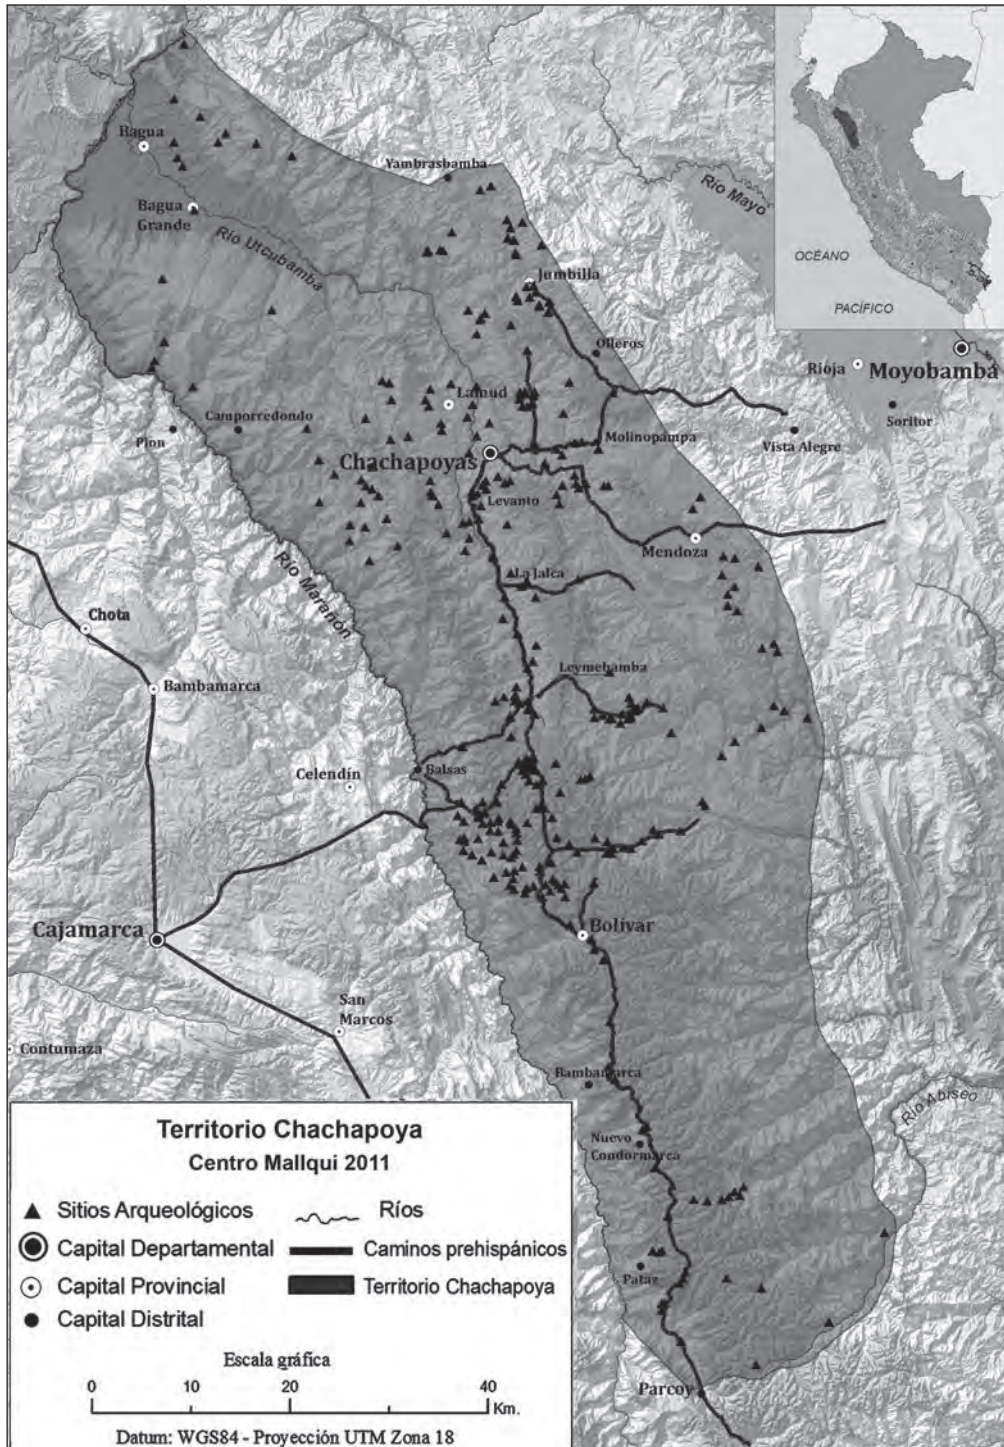 Bagua
Yambrasbamba
Río Mayo
Bagua
Grande
Río Utcubamba
OCÉANO
PACÍFICO
Jumbilla
Olleros
Rioja
Moyobamba
Lamud
Soritor
Camporredondo
Pion
Molinopampa
Vista Alegre
Chachapoyas
Levanto
Mendoza
Río Marañón
La Jalca
Chota
Leymebamba
Bambamarca
Celendín
Balsas
Cajamarca
Bolívar
San
Marcos
Contumaza
Bambamarca
Río Abiseo
Nuevo
Condormarca
Pataz
Parcoy
Territorio Chachapoya
Centro Mallqui 2011
Sitios Arqueológicos
Ríos
Capital Departamental
Caminos prehispánicos
Capital Provincial
Territorio Chachapoya
Capital Distrital
Escala gráfica
0 10 20 40
Km.
Datum: WGS84 - Proyección UTM Zona 18